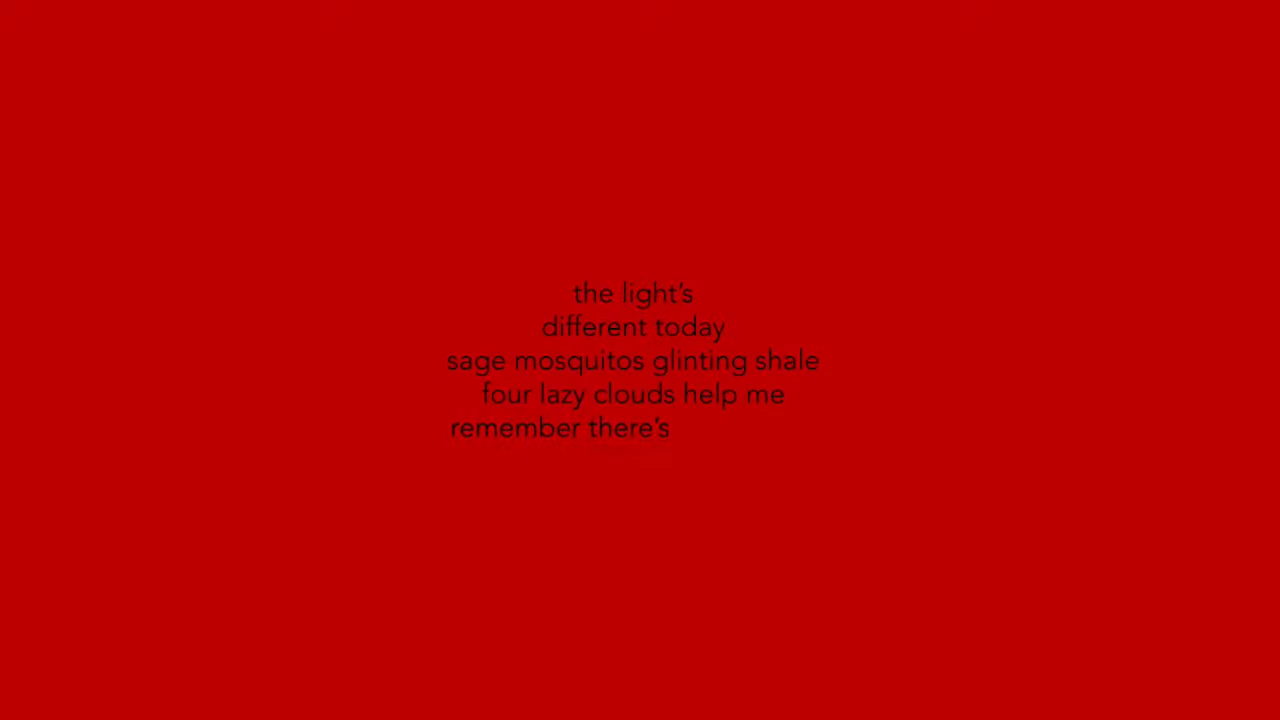 the light’s
different today
sage mosquitos glinting shale
four lazy clouds help me
remember there’s